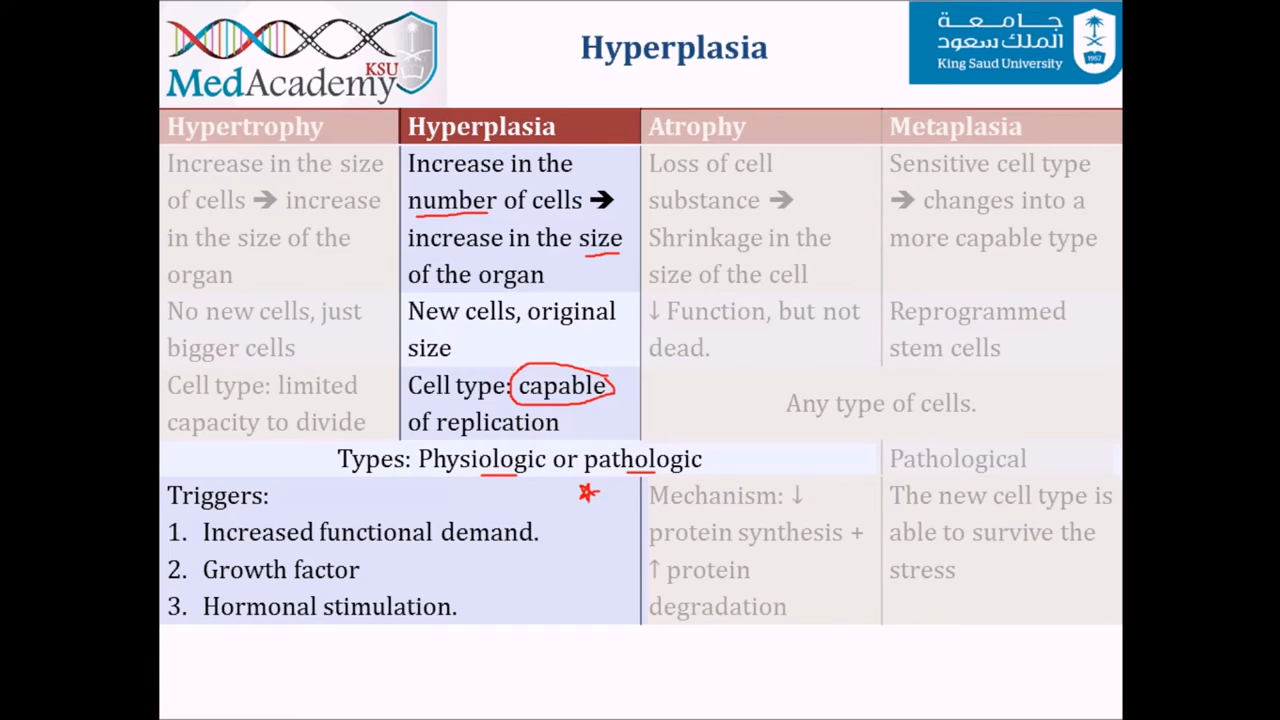 MedAcademy
KSU
Hyperplasia
جامعة
الملك سعود
King Saud University
1957
Hypertrophy
Increase in the size
of cells ➔ increase
in the size of the
organ
No new cells, just
bigger cells
Cell type: limited
capacity to divide
Hyperplasia
Increase in the
number of cells ➔
increase in the size
of the organ
New cells, original
size
Cell type: capable
of replication
Atrophy
Loss of cell
substance ➔
Shrinkage in the
size of the cell
↓ Function, but not
dead.
Metaplasia
Sensitive cell type
➔ changes into a
more capable type
Reprogrammed
stem cells
Any type of cells.
Types: Physiologic or pathologic
Pathological
Triggers:
1. Increased functional demand.
2. Growth factor
3. Hormonal stimulation.
Mechanism: ↓
protein synthesis +
↑ protein
degradation
The new cell type is
able to survive the
stress